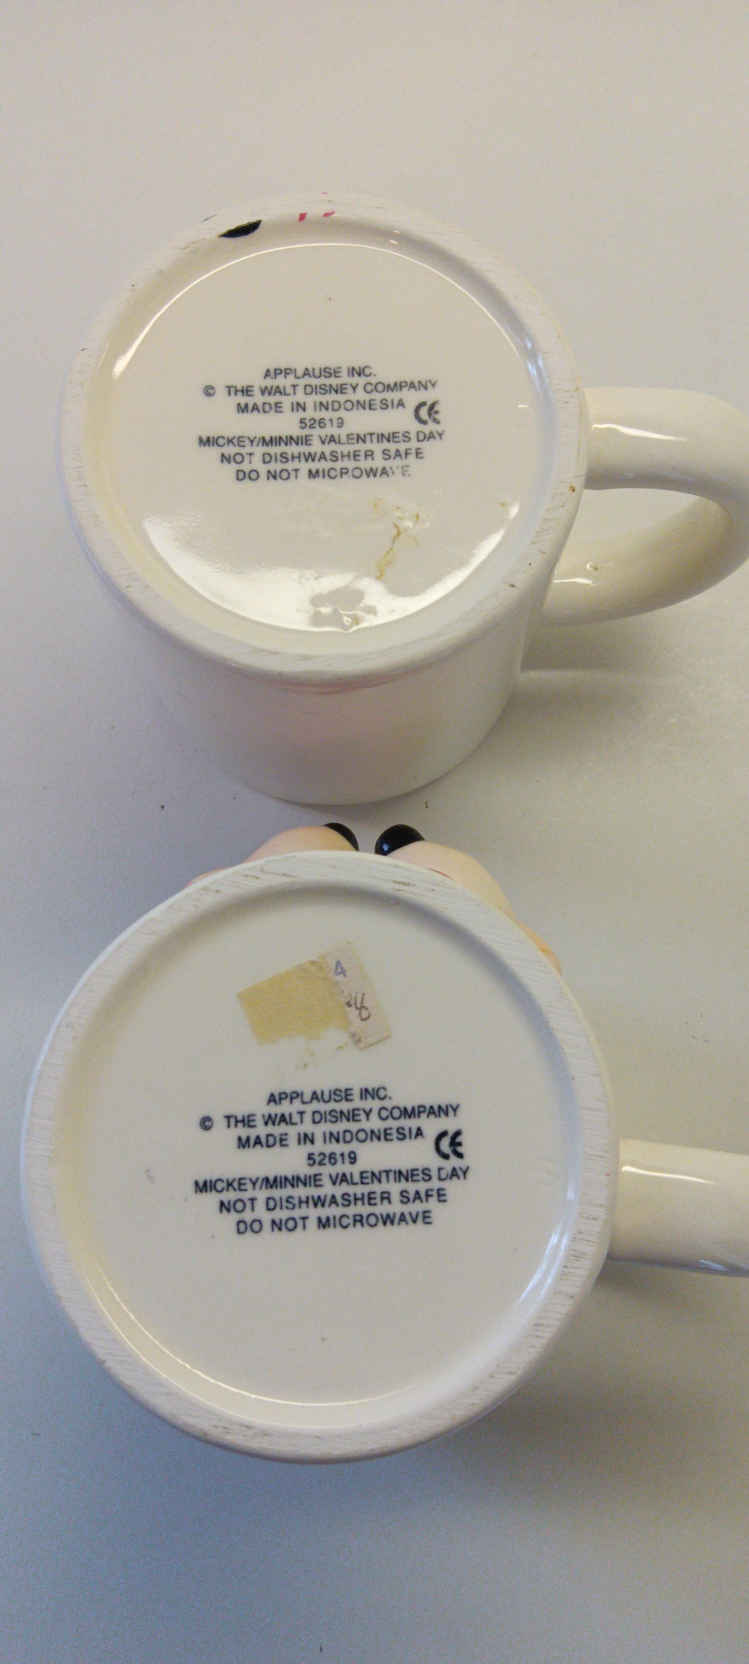 APPLAUSE INC.
© THE WALT DISNEY COMPANY
MADE IN INDONESIA CE
52619
MICKEY/MINNIE VALENTINES DAY
NOT DISHWASHER SAFE
DO NOT MICROWAVE
4
APPLAUSE INC.
© THE WALT DISNEY COMPANY
MADE IN INDONESIA CE
52619
MICKEY/MINNIE VALENTINES DAY
NOT DISHWASHER SAFE
DO NOT MICROWAVE